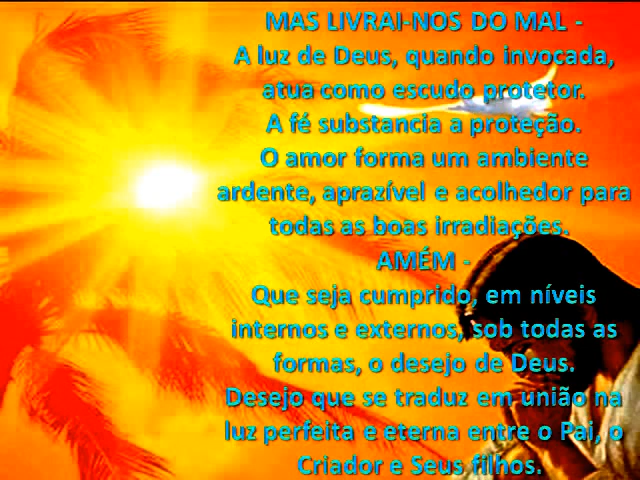 MAS LIVRAI-NOS DO MAL -
A luz de Deus, quando invocada,
atua como escudo protetor.
A fé substancia a proteção.
O amor forma um ambiente
ardente, aprazível e acolhedor para
todas as boas irradiações.
AMÉM -
Que seja cumprido, em níveis
internos e externos, sob todas as
formas, o desejo de Deus.
Desejo que se traduz em união na
luz perfeita e eterna entre o Pai, o
Criador e Seus filhos.